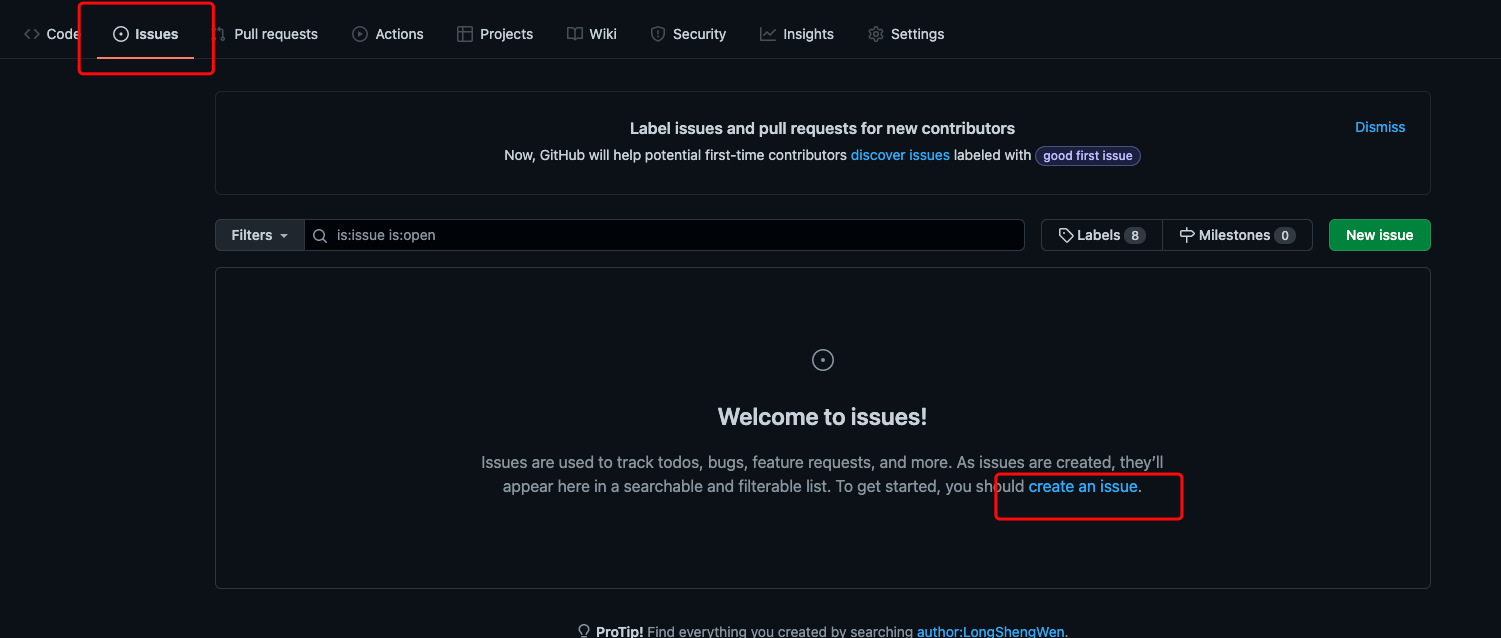 Code Issues Pull requests Actions Projects Wiki Security Insights Settings
Label issues and pull requests for new contributors
Dismiss
Now, GitHub will help potential first-time contributors discover issues labeled with good first issue
Filters is:issue is:open Labels 8 Milestones 0 New issue
Welcome to issues!
Issues are used to track todos, bugs, feature requests, and more. As issues are created, they’ll
appear here in a searchable and filterable list. To get started, you should create an issue.
ProTip! Find everything you created by searching author:LongShengWen.